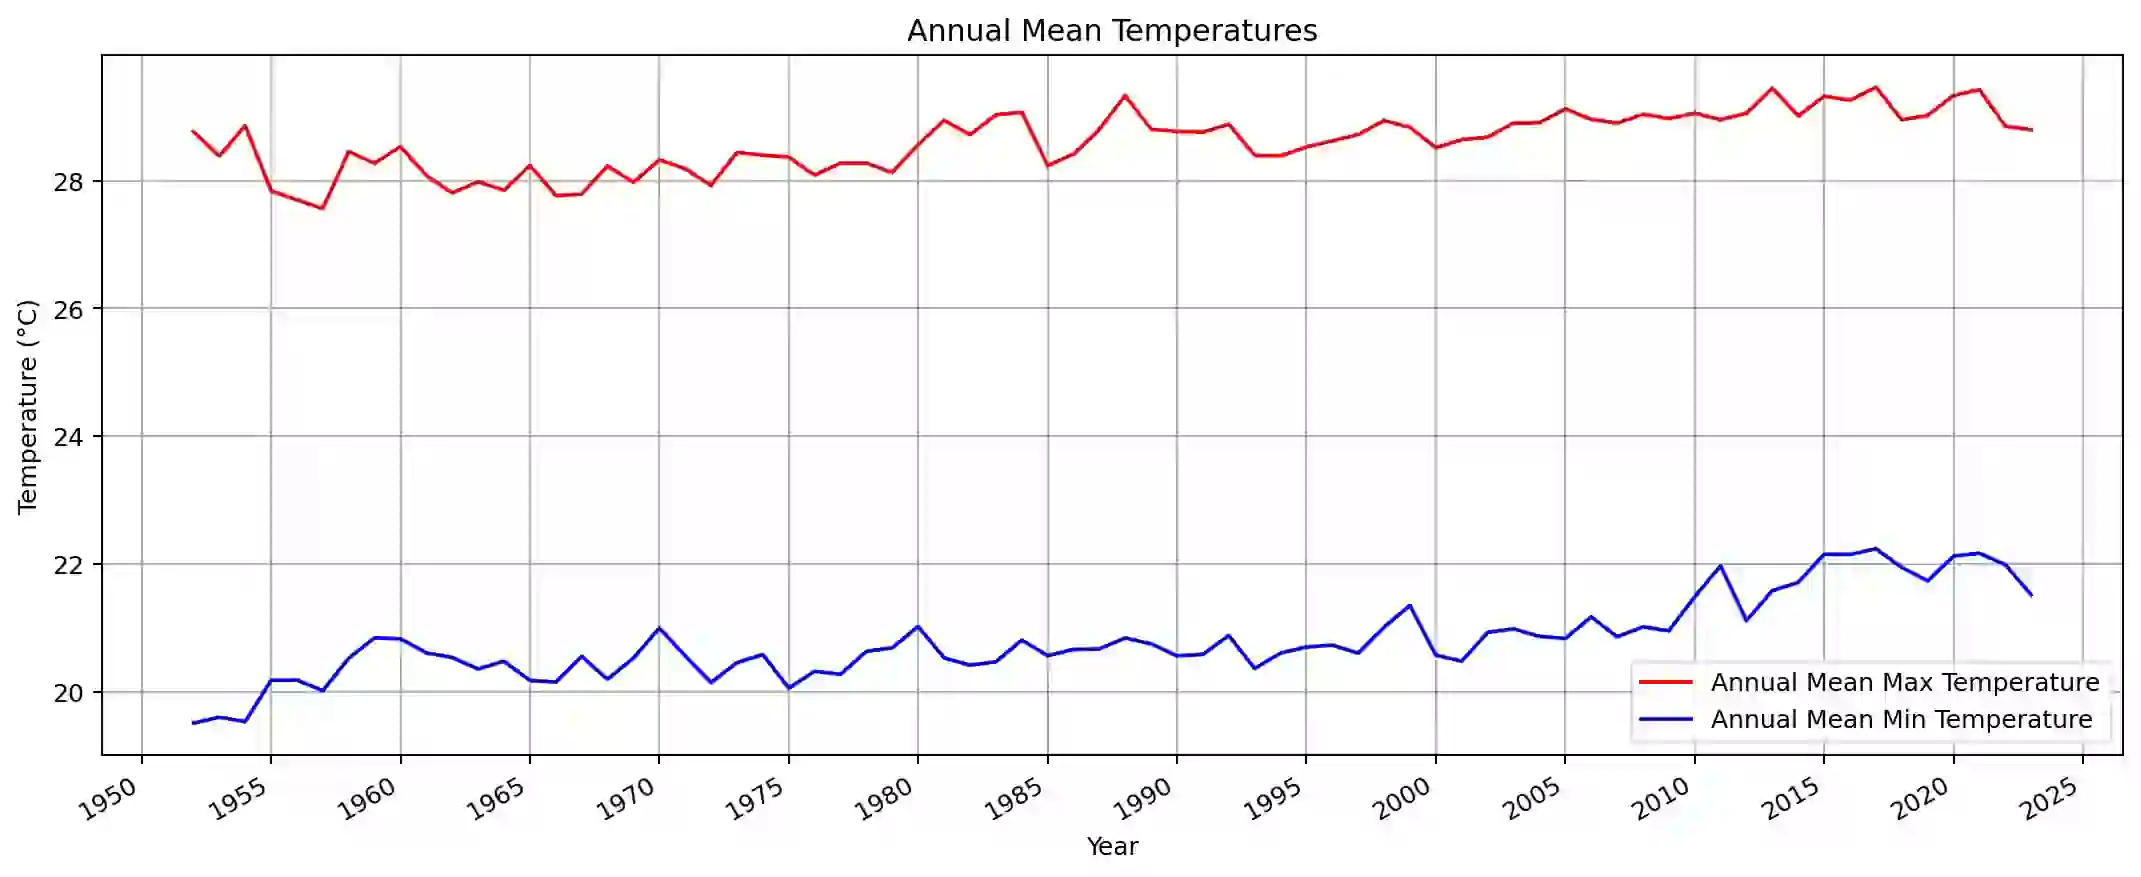 Annual Mean Temperatures
Temperature (°C)
28
26
24
22
20
Annual Mean Max Temperature
Annual Mean Min Temperature
1950 1955 1960 1965 1970 1975 1980 1985 1990 1995 2000 2005 2010 2015 2020 2025
Year